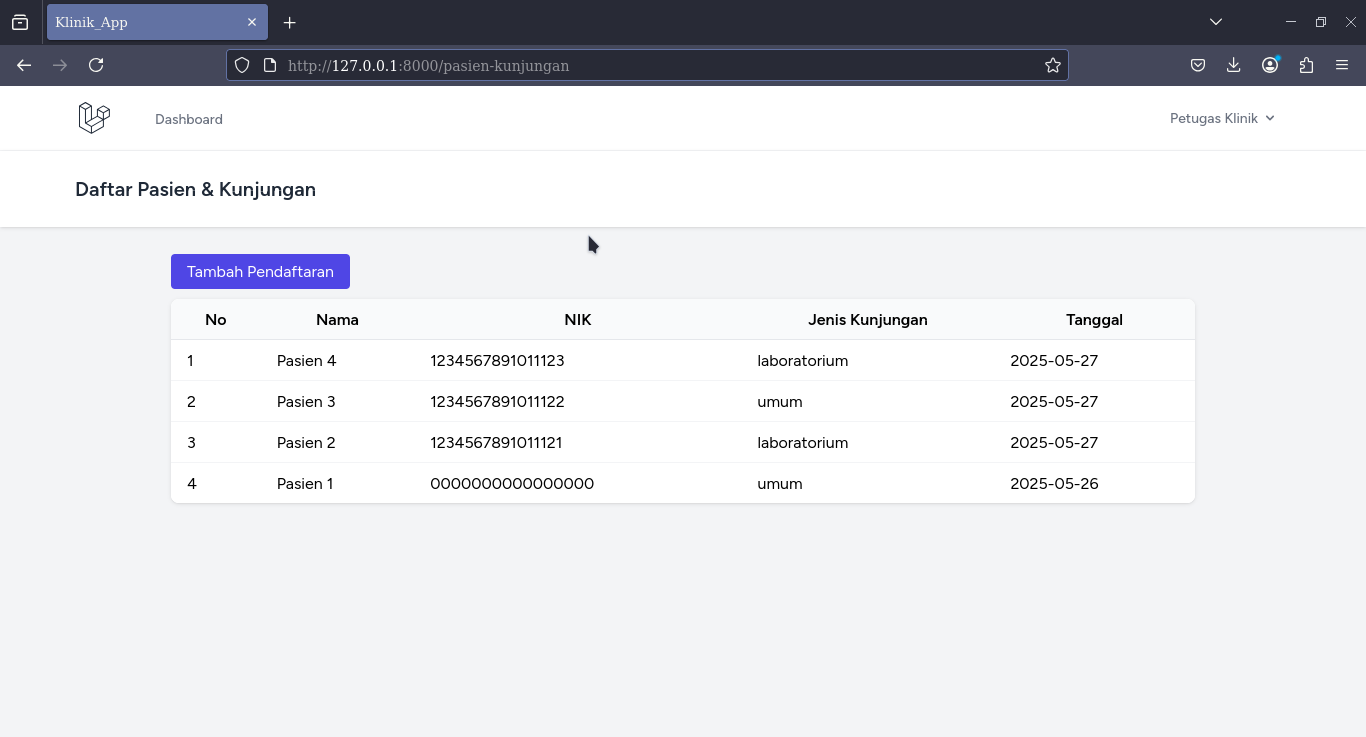 Klinik_App
http://127.0.0.1:8000/pasien-kunjungan
Dashboard
Petugas Klinik
Daftar Pasien & Kunjungan
Tambah Pendaftaran
No Nama NIK Jenis Kunjungan Tanggal
1 Pasien 4 1234567891011123 laboratorium 2025-05-27
2 Pasien 3 1234567891011122 umum 2025-05-27
3 Pasien 2 1234567891011121 laboratorium 2025-05-27
4 Pasien 1 0000000000000000 umum 2025-05-26